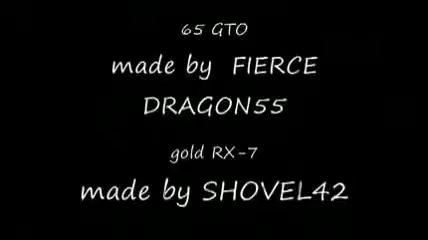 65 GTO
made by FIERCE
DRAGON55
gold RX-7
made by SHOVEL42